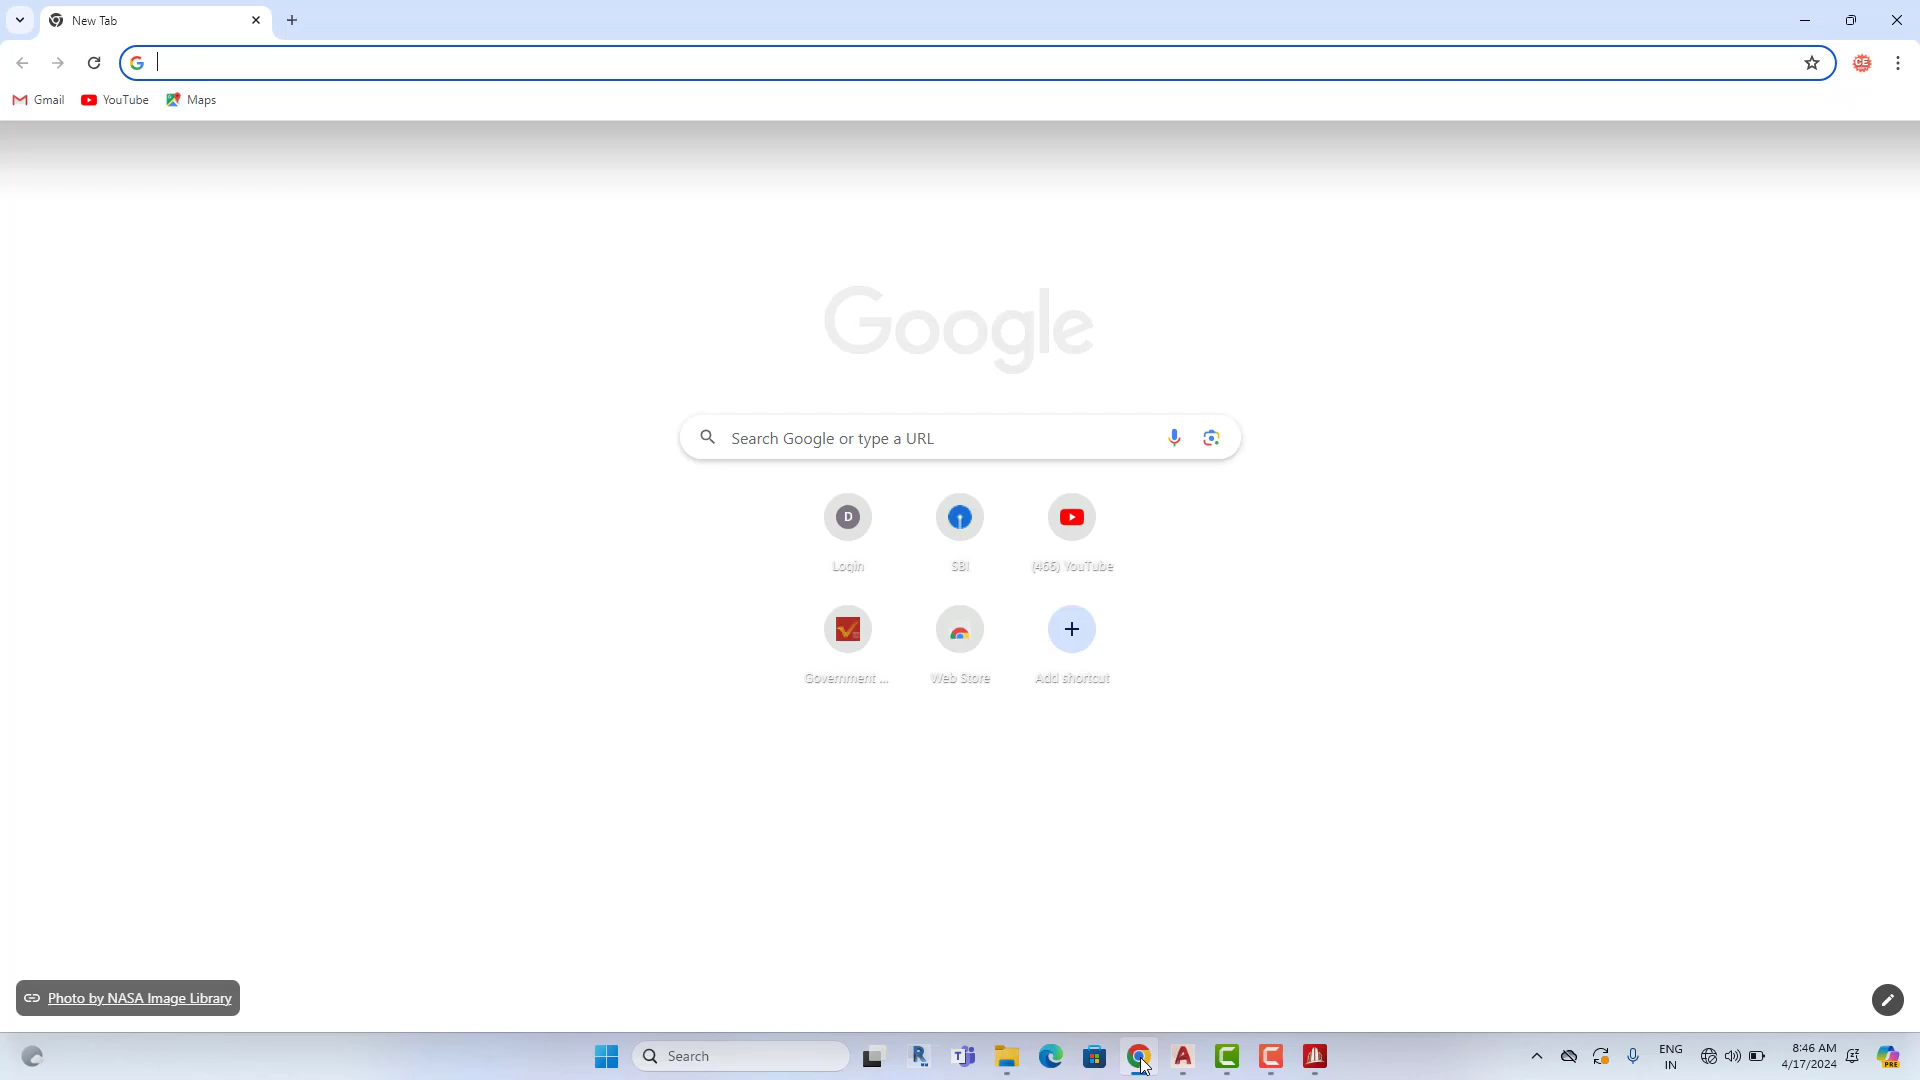 New Tab
Gmail
YouTube
Maps
Google
Search Google or type a URL
D
Login
SBI
(466) YouTube
Government ...
Web Store
Add shortcut
Photo by NASA Image Library
Search
ENG
IN
8:46 AM
4/17/2024